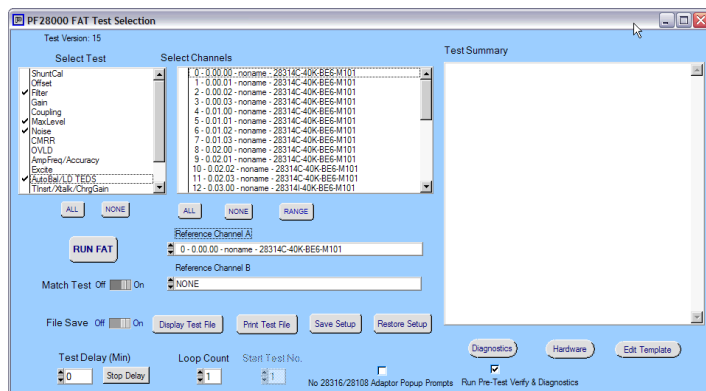 PF28000 FAT Test Selection
Test Version: 15
Select Test
Select Channels
Test Summary
ShuntCal
Offset
Filter
Gain
Coupling
MaxLevel
Noise
CMRR
OVLD
AmpFreq/Accuracy
Excite
AutoBal/LD TEDS
TInsrt/Xtalk/ChrgGain
0 - 0.00.00 - noname - 28314C-40K-BE6-M101
1 - 0.00.01 - noname - 28314C-40K-BE6-M101
2 - 0.00.02 - noname - 28314C-40K-BE6-M101
3 - 0.00.03 - noname - 28314C-40K-BE6-M101
4 - 0.01.00 - noname - 28314C-40K-BE6-M101
5 - 0.01.01 - noname - 28314C-40K-BE6-M101
6 - 0.01.02 - noname - 28314C-40K-BE6-M101
7 - 0.01.03 - noname - 28314C-40K-BE6-M101
8 - 0.02.00 - noname - 28314C-40K-BE6-M101
9 - 0.02.01 - noname - 28314C-40K-BE6-M101
10 - 0.02.02 - noname - 28314C-40K-BE6-M101
11 - 0.02.03 - noname - 28314C-40K-BE6-M101
12 - 0.03.00 - noname - 28314I-40K-BE6-M101
ALL NONE
ALL NONE RANGE
RUN FAT
Reference Channel A
0 - 0.00.00 - noname - 28314C-40K-BE6-M101
Reference Channel B
NONE
Match Test Off On
File Save Off On
Display Test File
Print Test File
Save Setup
Restore Setup
Diagnostics
Hardware
Edit Template
Test Delay (Min)
0
Stop Delay
Loop Count
1
Start Test No.
1
No 28316/28108 Adaptor Popup Prompts
Run Pre-Test Verify & Diagnostics